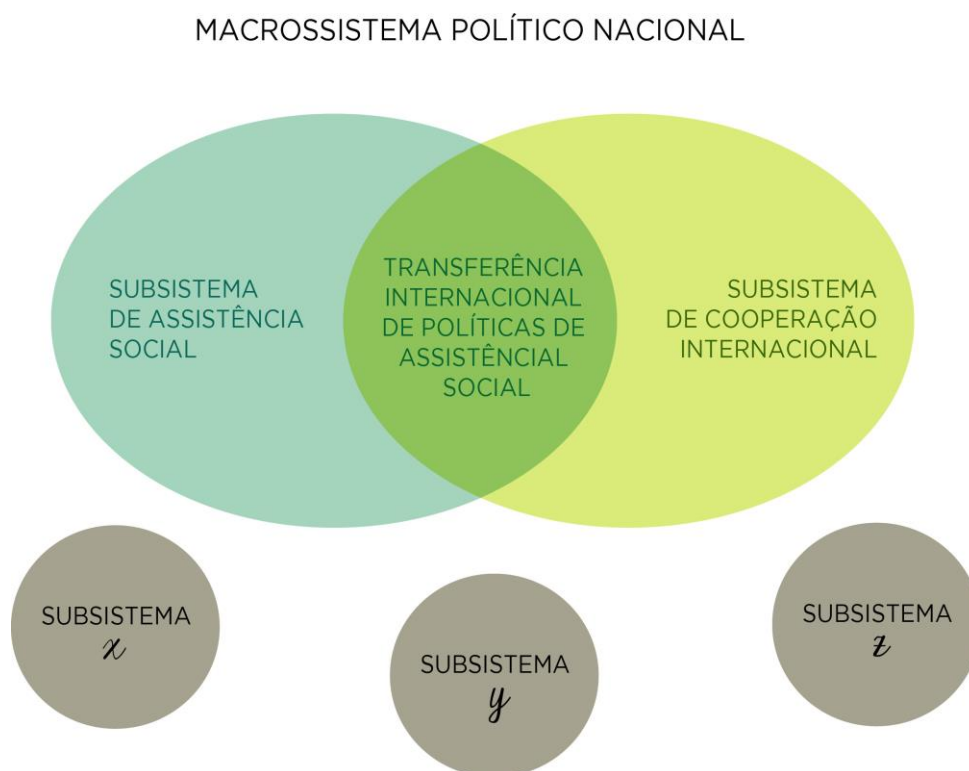 MACROSSISTEMA POLÍTICO NACIONAL
SUBSISTEMA
DE ASSISTÊNCIA
SOCIAL
TRANSFERÊNCIA
INTERNACIONAL
DE POLÍTICAS DE
ASSISTÊNCIAL
SOCIAL
SUBSISTEMA
DE COOPERAÇÃO
INTERNACIONAL
SUBSISTEMA
x
SUBSISTEMA
y
SUBSISTEMA
z